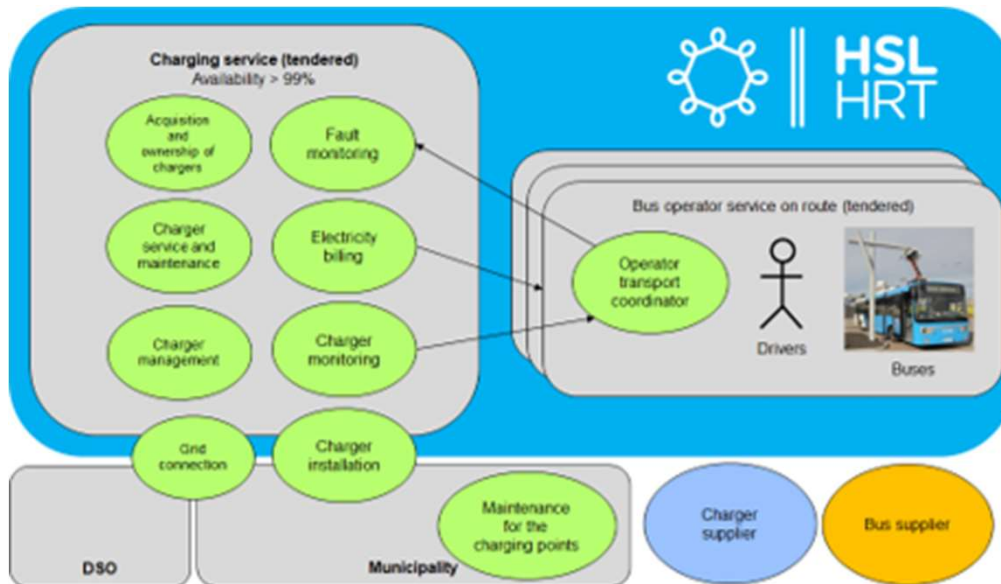 Charging service (tendered)
Availability > 99%
Acquisition
and
ownership of
chargers
Fault
monitoring
Charger
service and
maintenance
Electricity
billing
Charger
management
Charger
monitoring
Grid
connection
Charger
installation
HSL
HRT
Bus operator service on route (tendered)
Operator
transport
coordinator
Drivers
Buses
Maintenance
for the
charging points
DSO
Municipality
Charger
supplier
Bus supplier